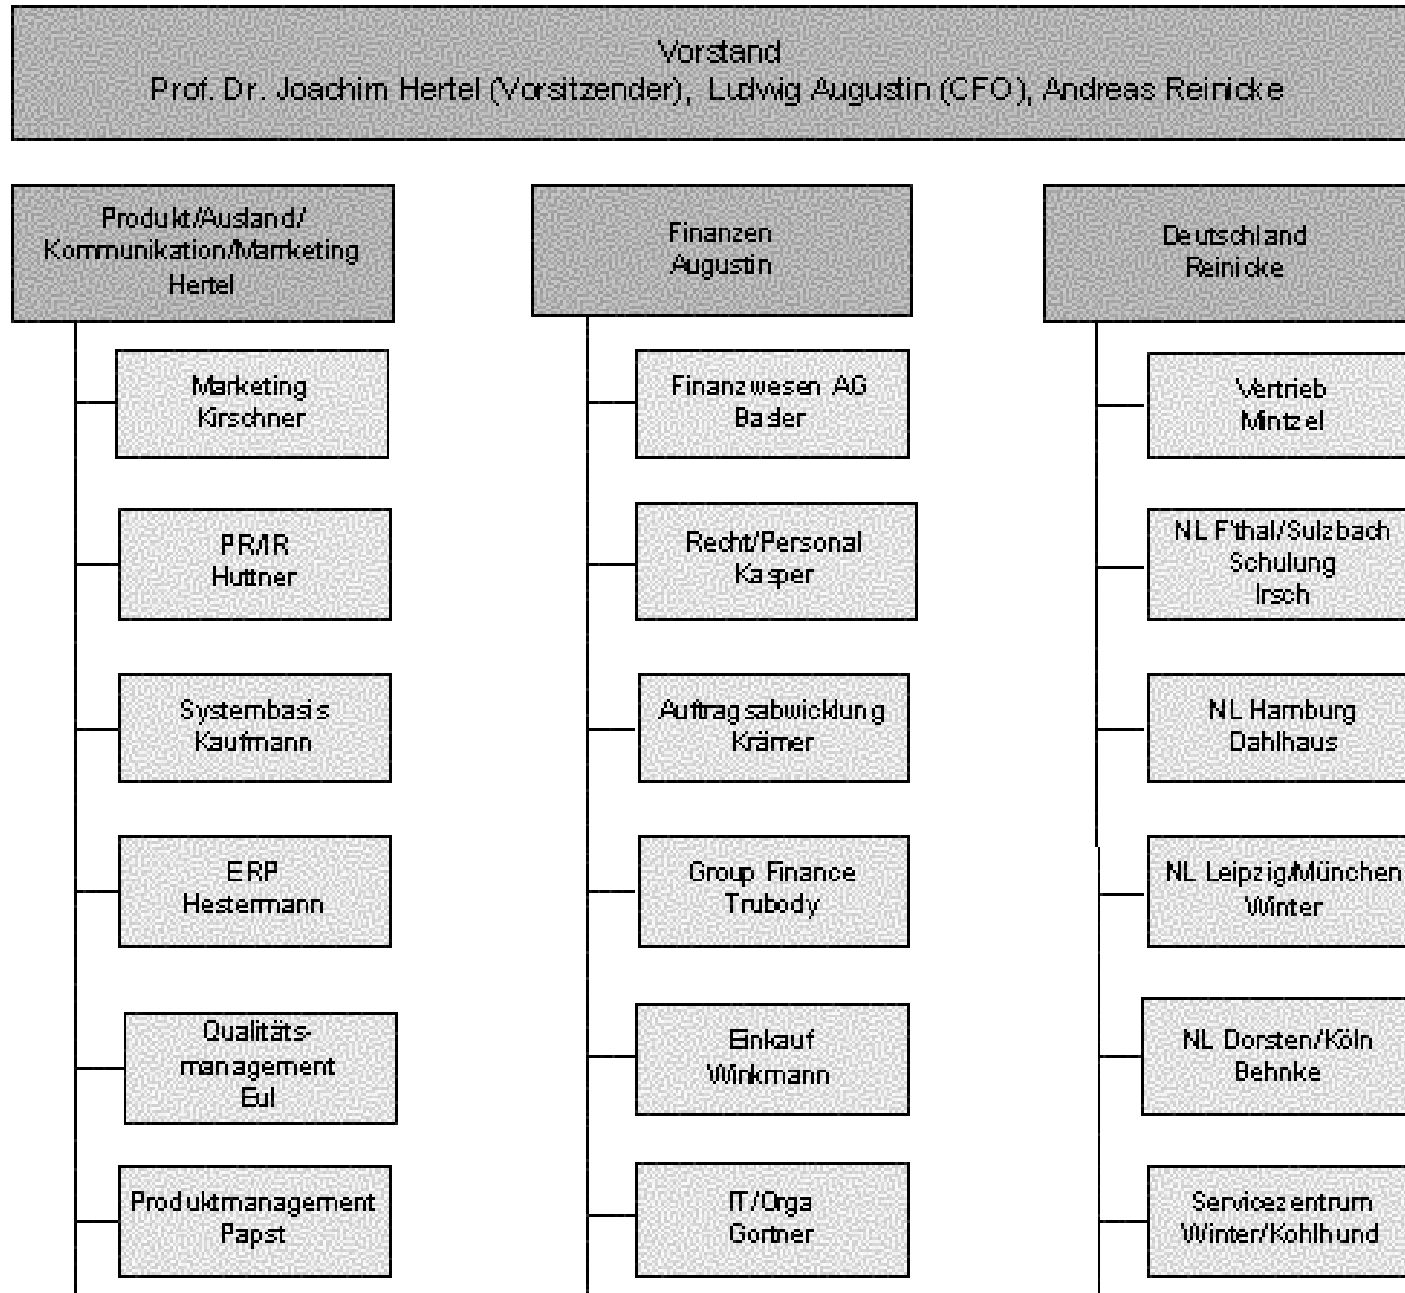 Vorstand
Prof. Dr. Joachim Hertel (Vorsitzender), Ludwig Augustin (CFO), Andreas Reinicke
Produkt/Ausland/
Kommunikation/Marrketing
Hertel
Marketing
Kirschner
PR/IR
Huttner
Systembasis
Kaufmann
ERP
Hestermann
Qualitäts-
management
Eul
Produktmanagement
Papst
Finanzen
Augustin
Finanzwesen AG
Basler
Recht/Personal
Kasper
Auftragsabwicklung
Krämer
Group Finance
Trubody
Einkauf
Winkmann
IT/Orga
Gortner
Deutschland
Reinicke
Vertrieb
Mintzel
NL F'thal/Sulzbach
Schulung
Irsch
NL Hamburg
Dahlhaus
NL Leipzig/München
Winter
NL Dorsten/Köln
Behnke
Servicezentrum
Winter/Kohlhund